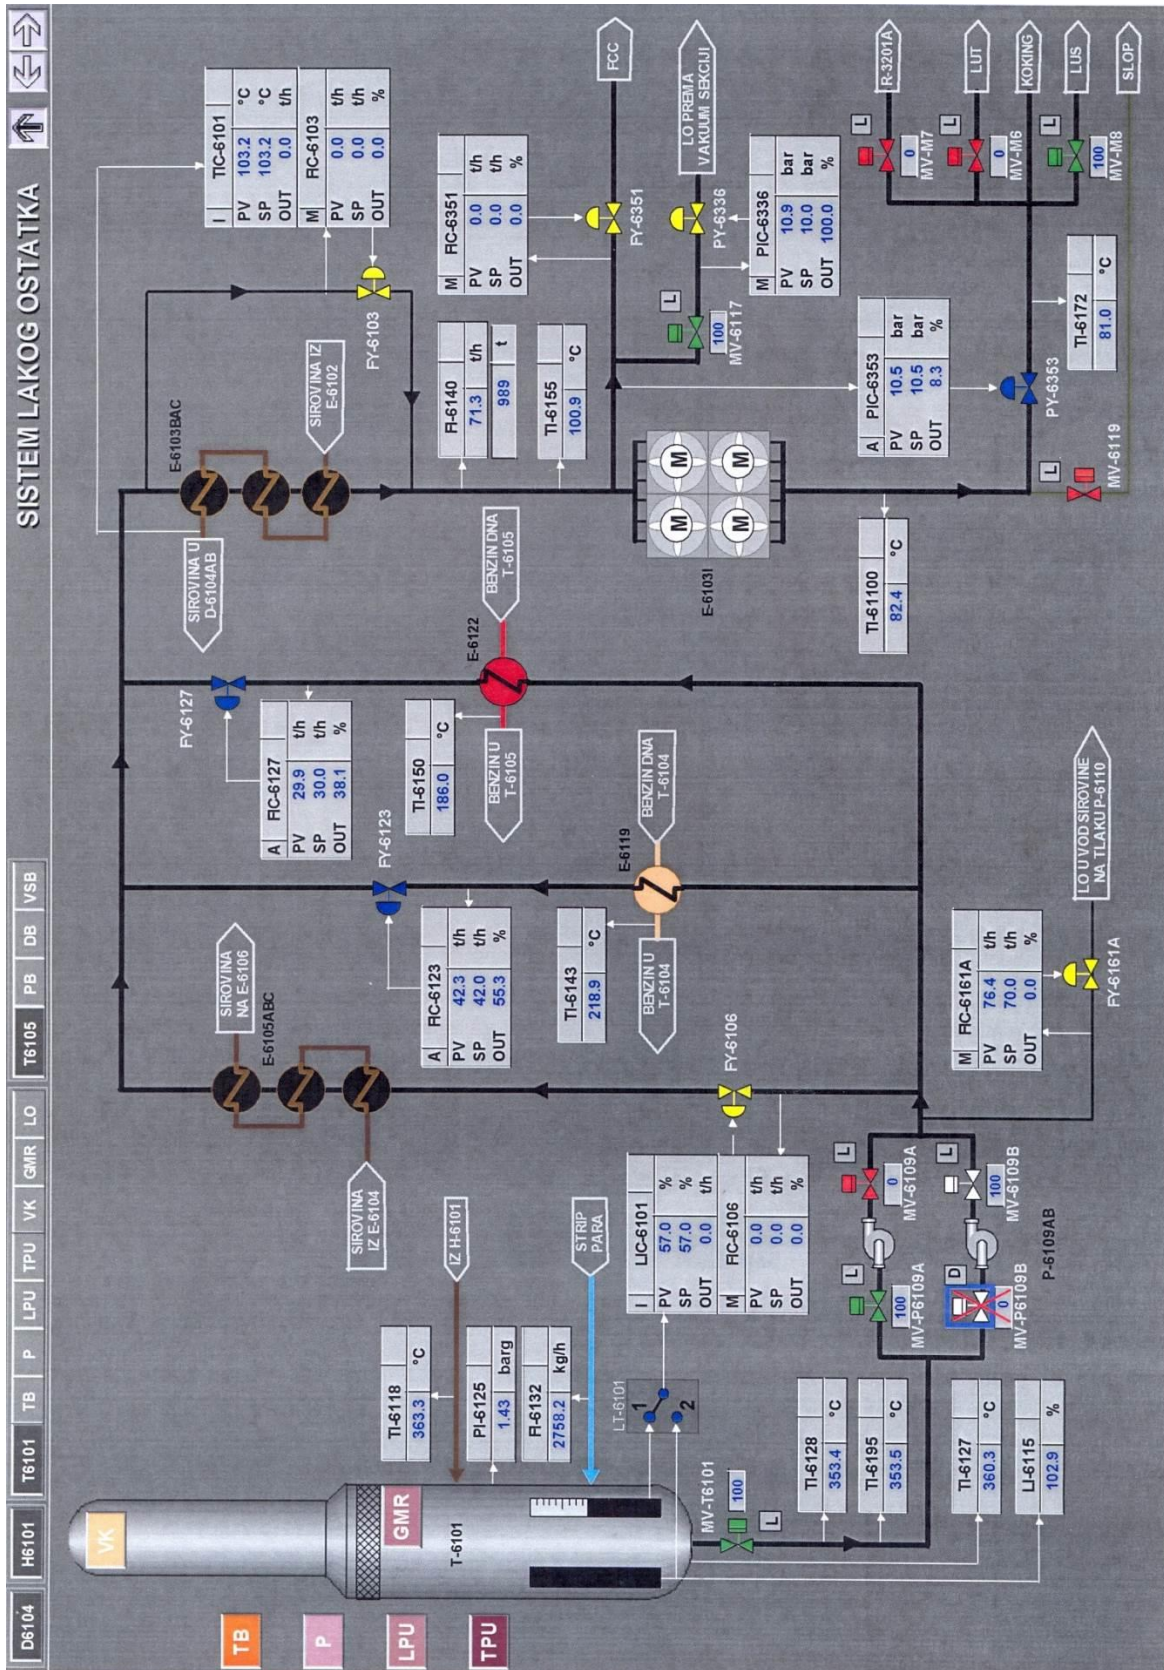 D6104 H6101 T6101 TB P LPU TPU VK GMR LO T6105 PB DB VSB
SISTEM LAKOG OSTATKA
VK
GMR
T-6101
TB
P
LPU
TPU
TI-6118
363.3 °C
PI-6125
1.43 barg
FI-6132
2758.2 kg/h
IZ H-6101
STRIP
PARA
LT-6101
1
2
MV-T6101
100
L
TI-6128
353.4 °C
TI-6195
353.5 °C
TI-6127
360.3 °C
LI-6115
102.9 %
SIROVINA
NA E-6106
E-6105ABC
SIROVINA
IZ E-6104
I LIC-6101
PV 57.0 %
SP 57.0 %
OUT 0.0 t/h
M FIC-6106
PV 0.0 t/h
SP 0.0 t/h
OUT 0.0 %
FY-6106
L
MV-P6109A
100
L
MV-6109A
0
D
MV-P6109B
0
L
MV-6109B
100
P-6109AB
A FIC-6123
PV 42.3 t/h
SP 42.0 t/h
OUT 55.3 %
FY-6123
TI-6143
218.9 °C
E-6119
BENZIN U
T-6104
BENZIN DNA
T-6104
M FIC-6161A
PV 76.4 t/h
SP 70.0 t/h
OUT 0.0 %
FY-6161A
LO U UVOD SIROVINE
NA TLAKU P-6110
FY-6127
A FIC-6127
PV 29.9 t/h
SP 30.0 t/h
OUT 38.1 %
TI-6150
186.0 °C
E-6122
BENZIN U
T-6105
BENZIN DNA
T-6105
E-6103BAC
SIROVINA U
D-6104AB
SIROVINA IZ
E-6102
I TIC-6101
PV 103.2 °C
SP 103.2 °C
OUT 0.0 t/h
M FIC-6103
PV 0.0 t/h
SP 0.0 t/h
OUT 0.0 %
FY-6103
FI-6140
71.3 t/h
989 t
TI-6155
100.9 °C
M FIC-6351
PV 0.0 t/h
SP 0.0 t/h
OUT 0.0 %
FY-6351
FCC
L
100
MV-6117
PY-6336
LO PREMA
VAKUUM SEKCIJI
M PIC-6336
PV 10.9 bar
SP 10.0 bar
OUT 100.0 %
E-6103I
M M
M M
TI-61100
82.4 °C
A PIC-6353
PV 10.5 bar
SP 10.5 bar
OUT 8.3 %
PY-6353
TI-6172
81.0 °C
L
MV-6119
L
0
MV-M7
R-3201A
L
0
MV-M6
LUT
KOKING
L
100
MV-M8
LUS
SLOP